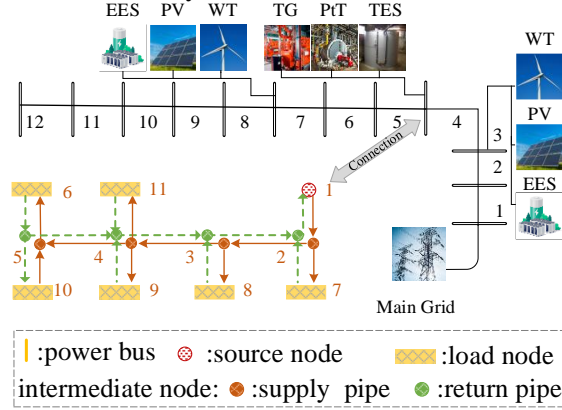 EES PV WT TG PtT TES
WT
12 11 10 9 8 7 6 5 4
3
PV
Connection
2
EES
6 11 1
1
5 4 3 2
10 9 8 7
Main Grid
:power bus :source node :load node
intermediate node: :supply pipe :return pipe